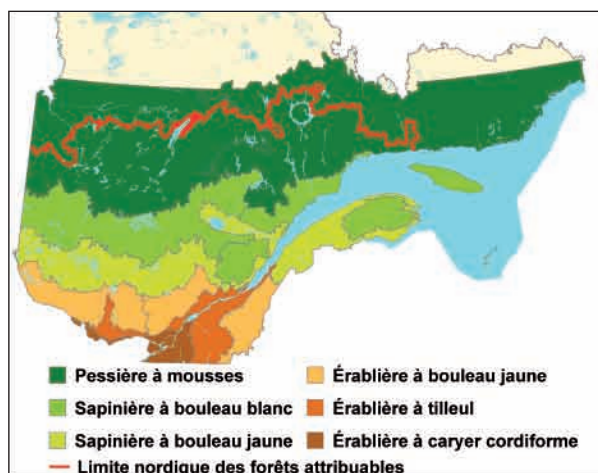 Pessière à mousses
Sapinière à bouleau blanc
Sapinière à bouleau jaune
Érablière à bouleau jaune
Érablière à tilleul
Érablière à caryer cordiforme
Limite nordique des forêts attribuables